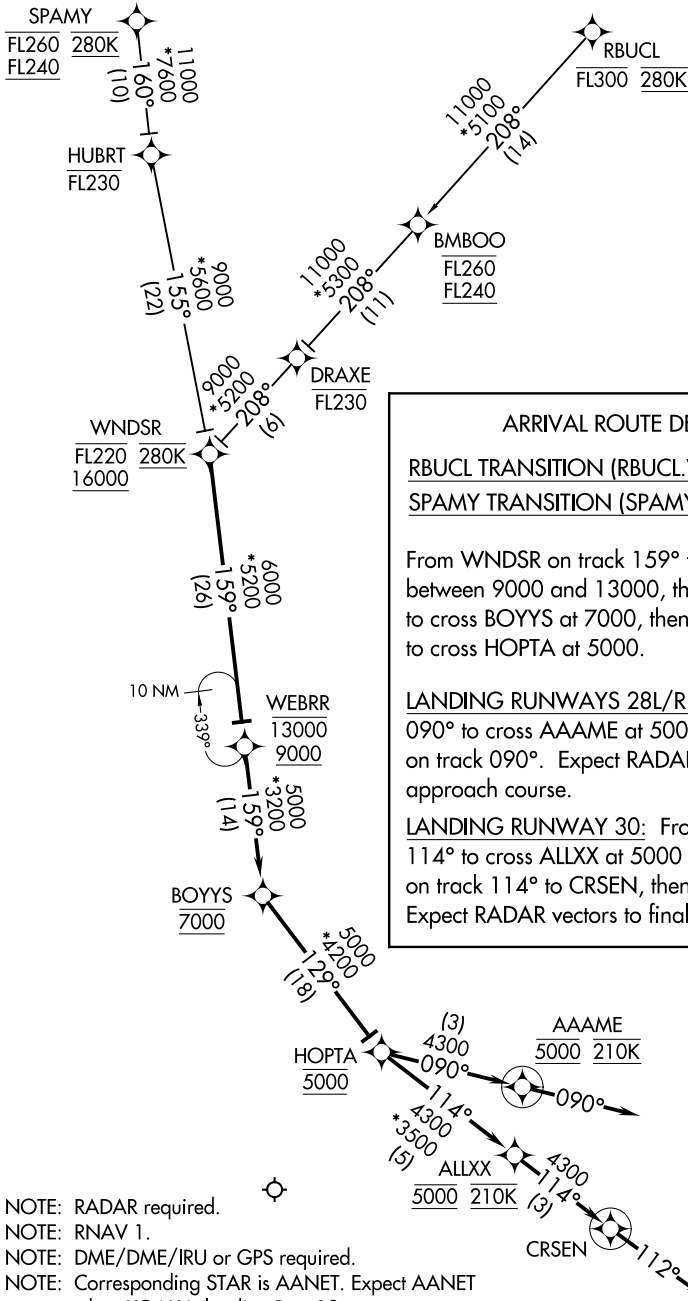 SPAMY
FL260 280K
FL240
11000
*7600
160°
(10)
RBUCL
FL300 280K
11000
*5100
208°
(14)
HUBRT
FL230
BMBOO
FL260
FL240
9000
*5600
155°
(22)
11000
*5300
208°
(11)
DRAXE
FL230
9000
*5200
208°
(6)
WNDSR
FL220 280K
16000
ARRIVAL ROUTE DE
RBUCL TRANSITION (RBUCL.
SPAMY TRANSITION (SPAMY
From WNDSR on track 159°
between 9000 and 13000, th
to cross BOYYS at 7000, then
to cross HOPTA at 5000.
LANDING RUNWAYS 28L/R
090° to cross AAAME at 500
on track 090°. Expect RADAR
approach course.
LANDING RUNWAY 30: Fro
114° to cross ALLXX at 5000
on track 114° to CRSEN, then
Expect RADAR vectors to final
6000
*5200
159°
(26)
10 NM
339°
WEBRR
13000
9000
5000
*3200
159°
(14)
BOYYS
7000
5000
*4200
129°
(18)
HOPTA
5000
(3)
4300
090°
AAAME
5000 210K
090°
114°
4300
*3500
(5)
ALLXX
5000 210K
4300
114°
(3)
CRSEN
112°
NOTE: RADAR required.
NOTE: RNAV 1.
NOTE: DME/DME/IRU or GPS required.
NOTE: Corresponding STAR is AANET. Expect AANET